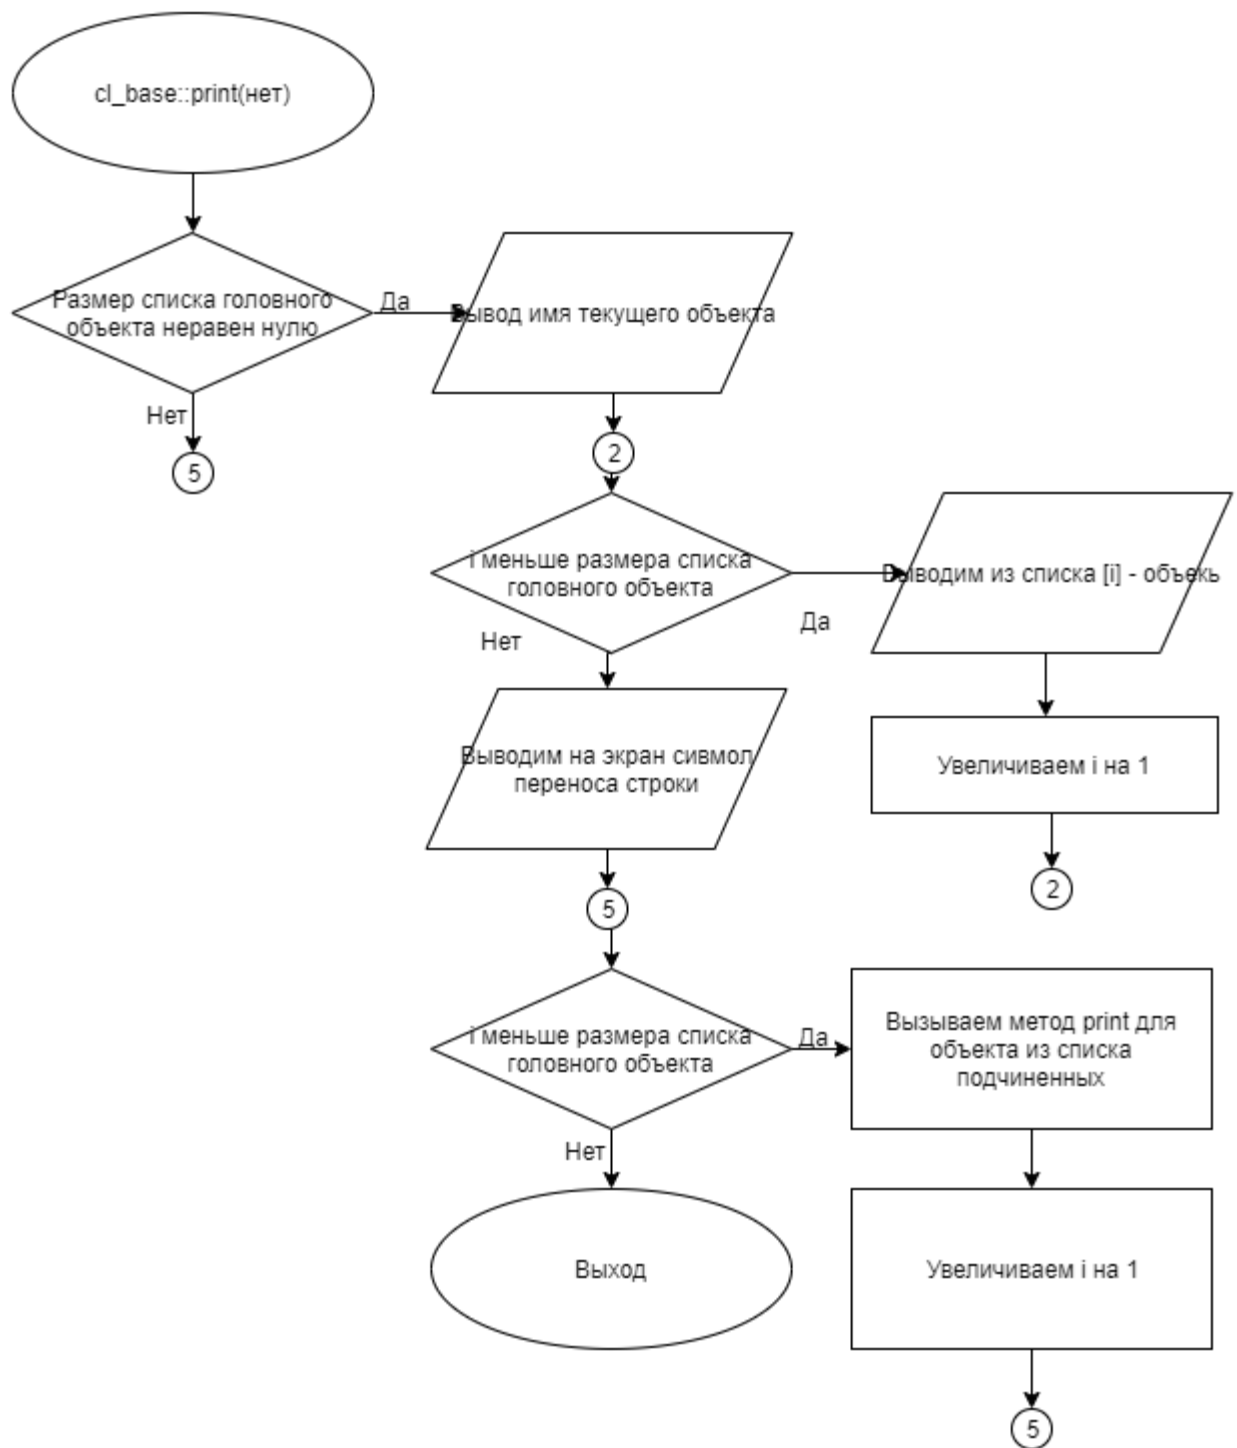 cl_base::print(нет)
Размер списка головного
объекта неравен нулю
Да
Вывод имя текущего объекта
Нет
5
2
i меньше размера списка
головного объекта
Выводим из списка [i] - объекь
Да
Нет
Выводим на экран сивмол
переноса строки
Увеличиваем i на 1
2
5
i меньше размера списка
головного объекта
Да
Вызываем метод print для
объекта из списка
подчиненных
Нет
Выход
Увеличиваем i на 1
5